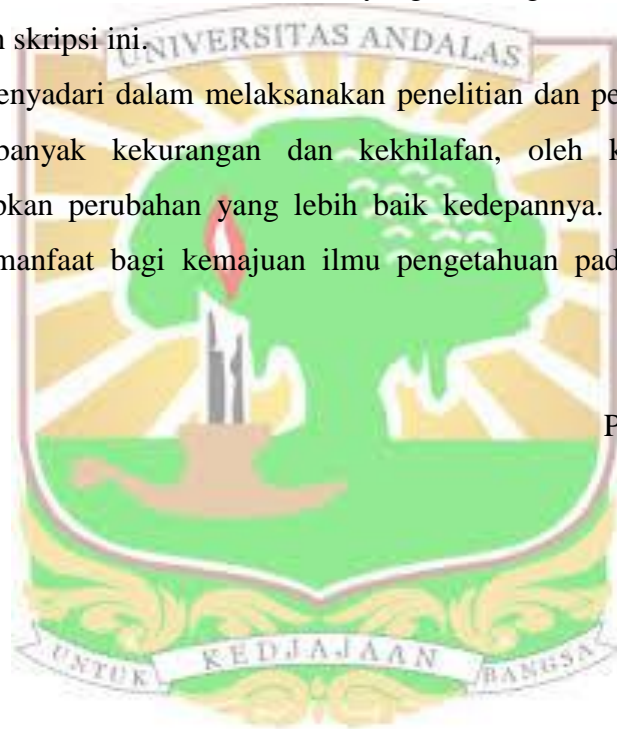 n skripsi ini.
UNIVERSITAS ANDALAS
enyadari dalam melaksanakan penelitian dan pe
banyak kekurangan dan kekhilafan, oleh k
pkan perubahan yang lebih baik kedepannya.
manfaat bagi kemajuan ilmu pengetahuan pad
P
UNTUK KEDJAJAAN BANGSA